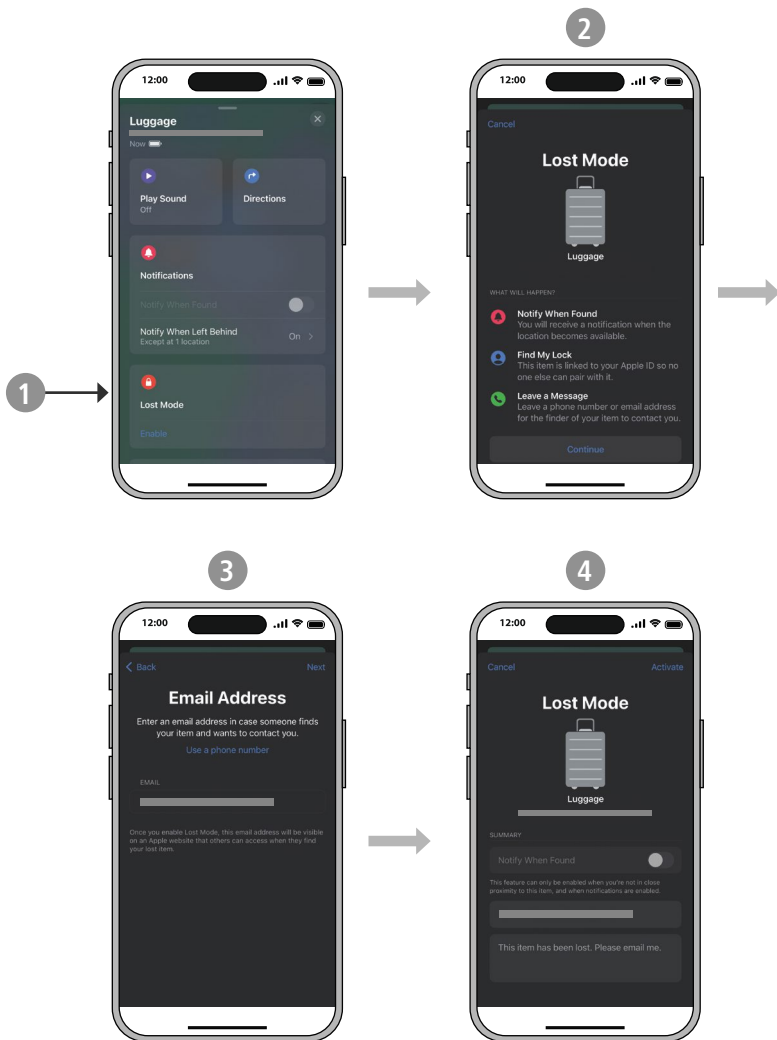 12:00
Luggage
Now
Play Sound
Off
Directions
Notifications
Notify When Found
Notify When Left Behind
Except at 1 location
On
1
Lost Mode
Enable
2
12:00
Cancel
Lost Mode
Luggage
WHAT WILL HAPPEN?
Notify When Found
You will receive a notification when the
location becomes available.
Find My Lock
This item is linked to your Apple ID so no
one else can pair with it.
Leave a Message
Leave a phone number or email address
for the finder of your item to contact you.
Continue
3
12:00
Back
Next
Email Address
Enter an email address in case someone finds
your item and wants to contact you.
Use a phone number
EMAIL
Once you enable Lost Mode, this email address will be visible
on an Apple website that others can access when they find
your lost item.
4
12:00
Cancel
Activate
Lost Mode
Luggage
SUMMARY
Notify When Found
This feature can only be enabled when you're not in close
proximity to this item, and when notifications are enabled.
This item has been lost. Please email me.